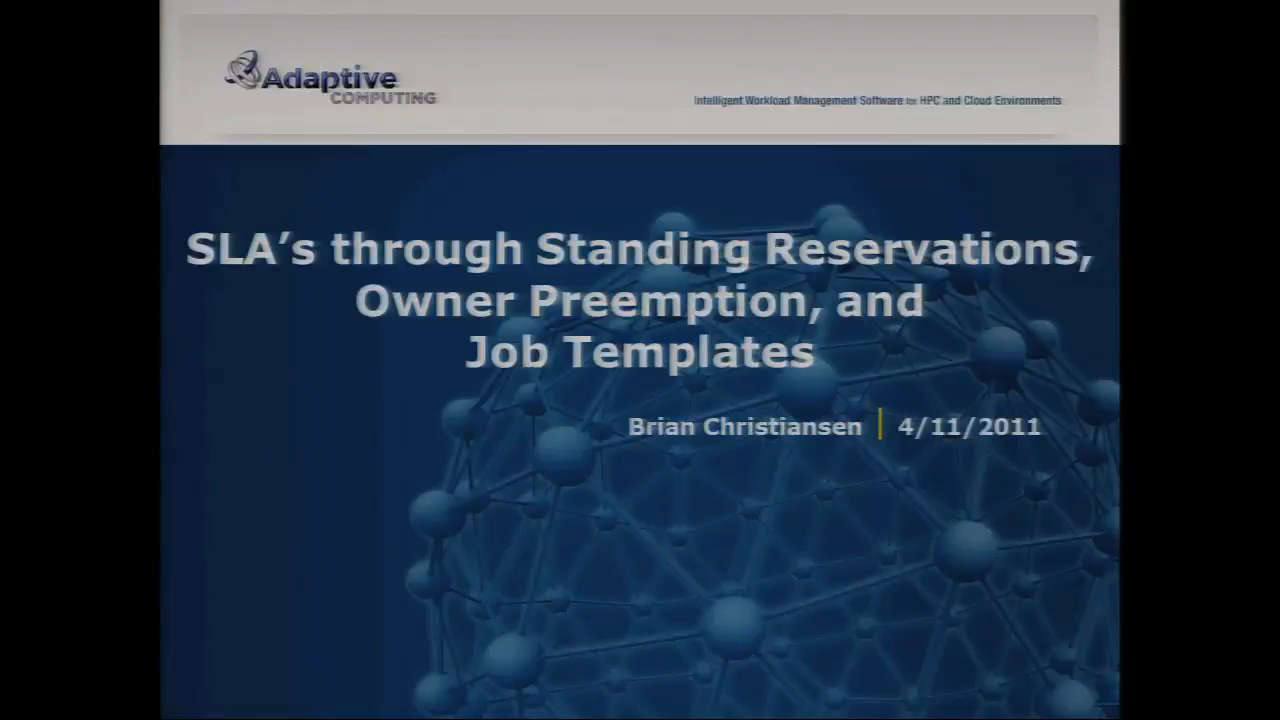 Adaptive
COMPUTING
Intelligent Workload Management Software for HPC and Cloud Environments
SLA’s through Standing Reservations,
Owner Preemption, and
Job Templates
Brian Christiansen | 4/11/2011